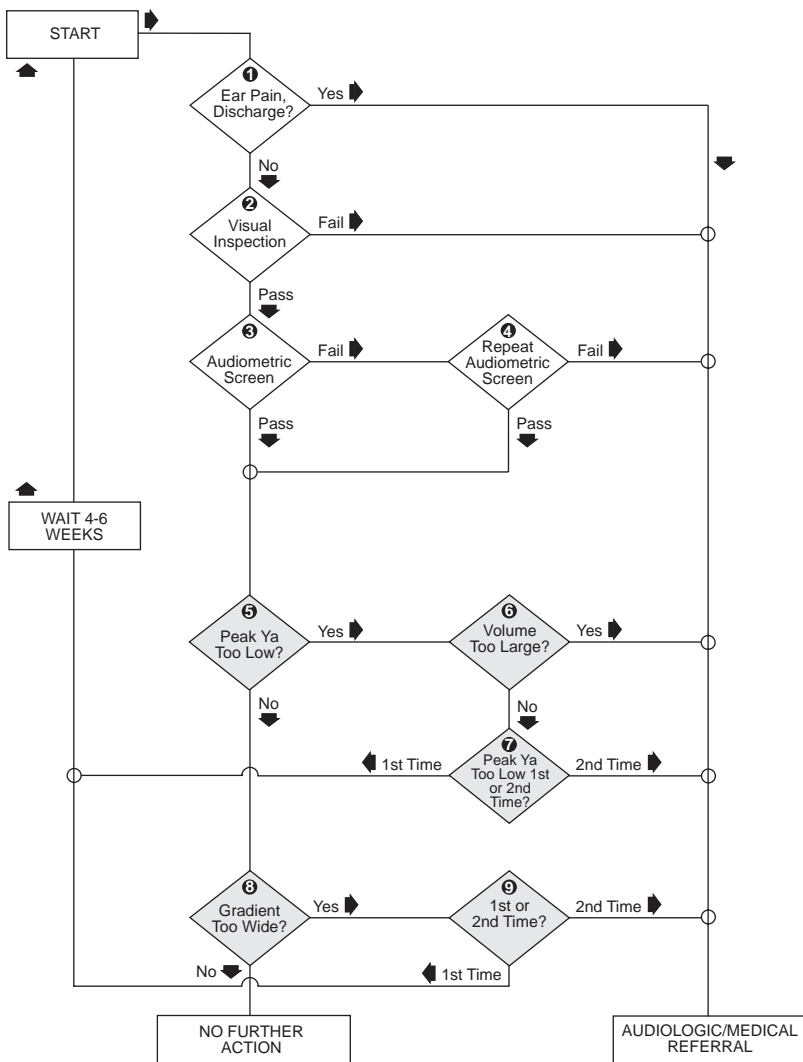 START
1
Ear Pain,
Discharge?
Yes
No
2
Visual
Inspection
Fail
Pass
3
Audiometric
Screen
Fail
4
Repeat
Audiometric
Screen
Fail
Pass
Pass
WAIT 4-6
WEEKS
5
Peak Ya
Too Low?
Yes
6
Volume
Too Large?
Yes
No
No
7
Peak Ya
Too Low 1st
or 2nd
Time?
1st Time
2nd Time
8
Gradient
Too Wide?
Yes
9
1st or
2nd Time?
2nd Time
No
1st Time
NO FURTHER
ACTION
AUDIOLOGIC/MEDICAL
REFERRAL